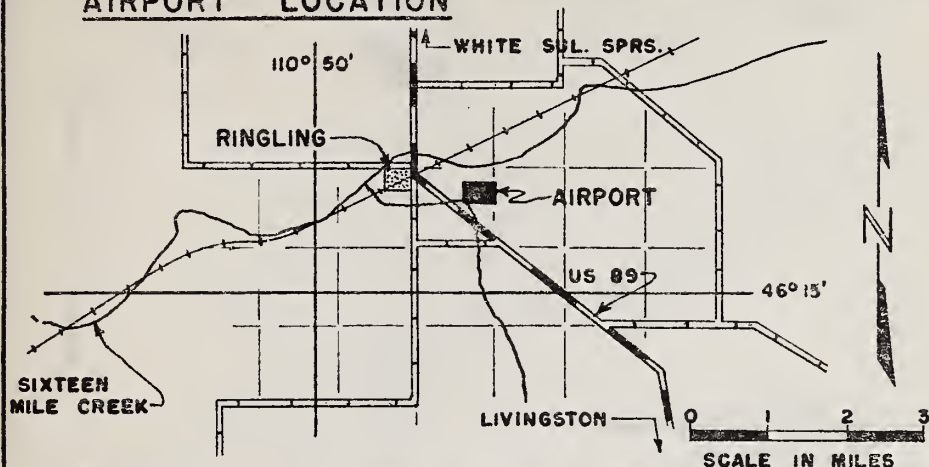 AIRPORT LOCATION
WHITE SUL. SPRS.
110° 50'
RINGLING
AIRPORT
N
US 89
46° 15'
SIXTEEN
MILE CREEK
LIVINGSTON
0 1 2 3
SCALE IN MILES